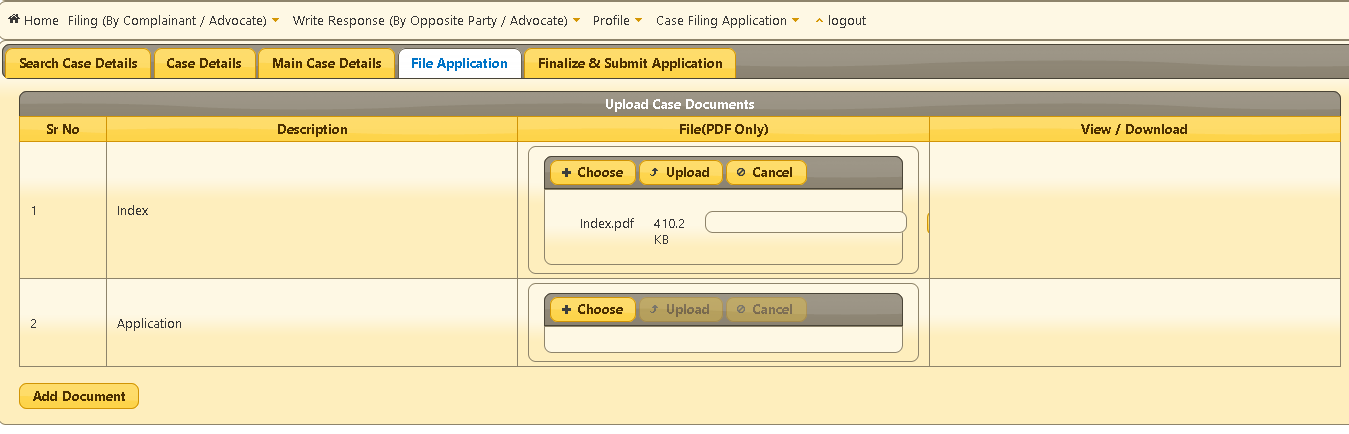 Home Filing (By Complainant / Advocate) Write Response (By Opposite Party / Advocate) Profile Case Filing Application logout
Search Case Details Case Details Main Case Details File Application Finalize & Submit Application
Upload Case Documents
Sr No Description File(PDF Only) View / Download
Choose Upload Cancel
1 Index
Index.pdf 410.2
KB
Choose Upload Cancel
2 Application
Add Document